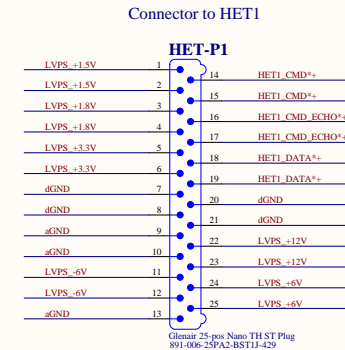 Connector to HET1
HET-P1
LVPS_+1.5V 1
LVPS_+1.5V 2
LVPS_+1.8V 3
LVPS_+1.8V 4
LVPS_+3.3V 5
LVPS_+3.3V 6
dGND 7
dGND 8
aGND 9
aGND 10
LVPS_-6V 11
LVPS_-6V 12
aGND 13
14 HET1_CMD*+
15 HET1_CMD*+
16 HET1_CMD_ECHO*+
17 HET1_CMD_ECHO*+
18 HET1_DATA*+
19 HET1_DATA*+
20 dGND
21 dGND
22 LVPS_+12V
23 LVPS_+12V
24 LVPS_+6V
25 LVPS_+6V
Glenair 25-pos Nano TH ST Plug
891-006-25PA2-BST1J-429